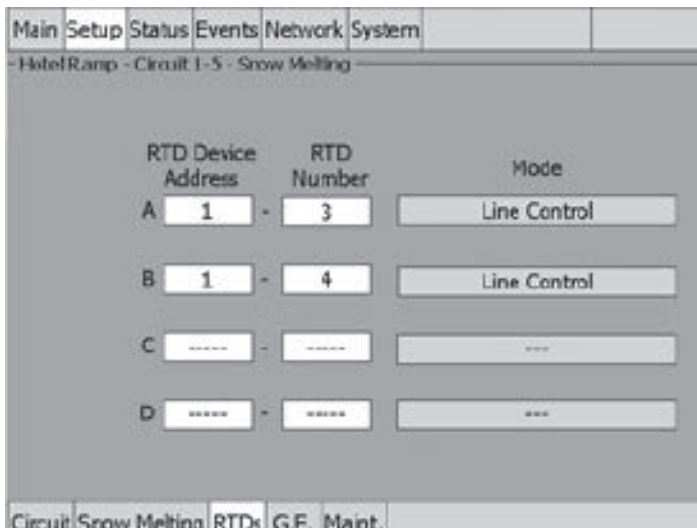 Main Setup Status Events Network System
Hotel Ramp - Circuit 1-5 - Snow Melting
RTD Device Address RTD Number Mode
A 1 - 3 Line Control
B 1 - 4 Line Control
C ----- - ----- ---
D ----- - ----- ---
Circuit Snow Melting RTDs G.F. Maint.